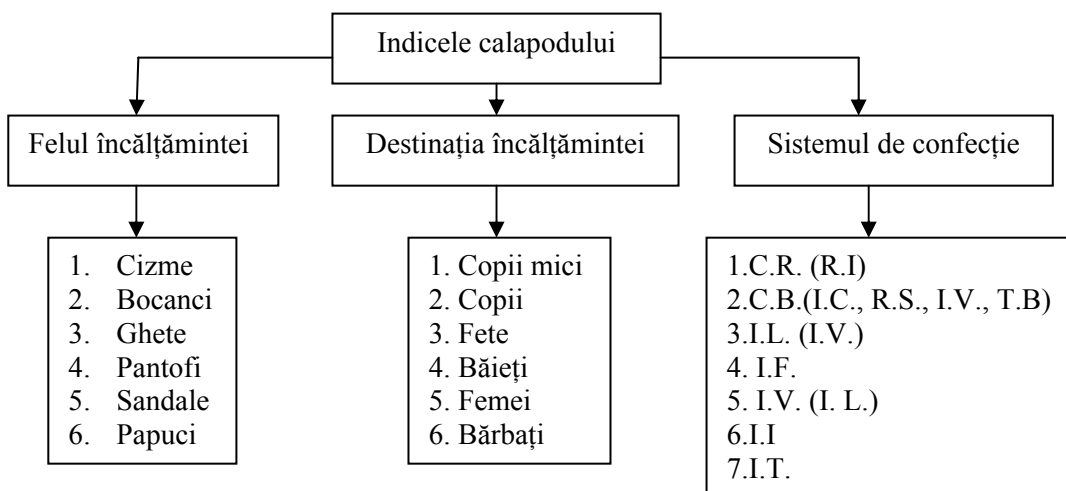 Indicele calapodului
Felul încălțămintei
Destinația încălțămintei
Sistemul de confecție
1. Cizme
2. Bocanci
3. Ghete
4. Pantofi
5. Sandale
6. Papuci
1. Copii mici
2. Copii
3. Fete
4. Băieți
5. Femei
6. Bărbați
1.C.R. (R.I)
2.C.B.(I.C., R.S., I.V., T.B)
3.I.L. (I.V.)
4. I.F.
5. I.V. (I. L.)
6.I.I
7.I.T.